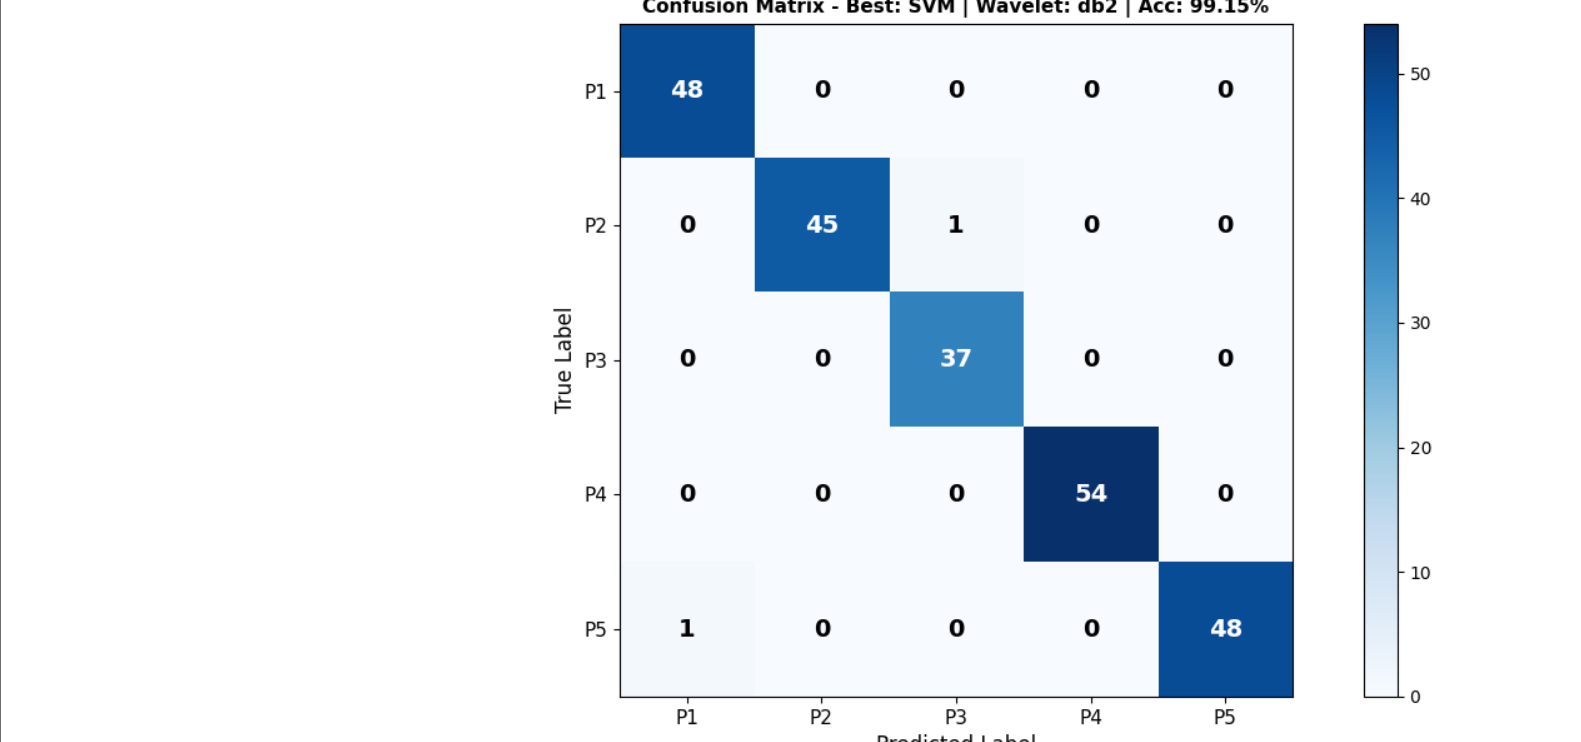 Confusion Matrix - Best: SVM | Wavelet: db2 | Acc: 99.15%
P1 48 0 0 0 0
P2 0 45 1 0 0
P3 0 0 37 0 0
P4 0 0 0 54 0
P5 1 0 0 0 48
P1 P2 P3 P4 P5
True Label
Predicted Label
50
40
30
20
10
0